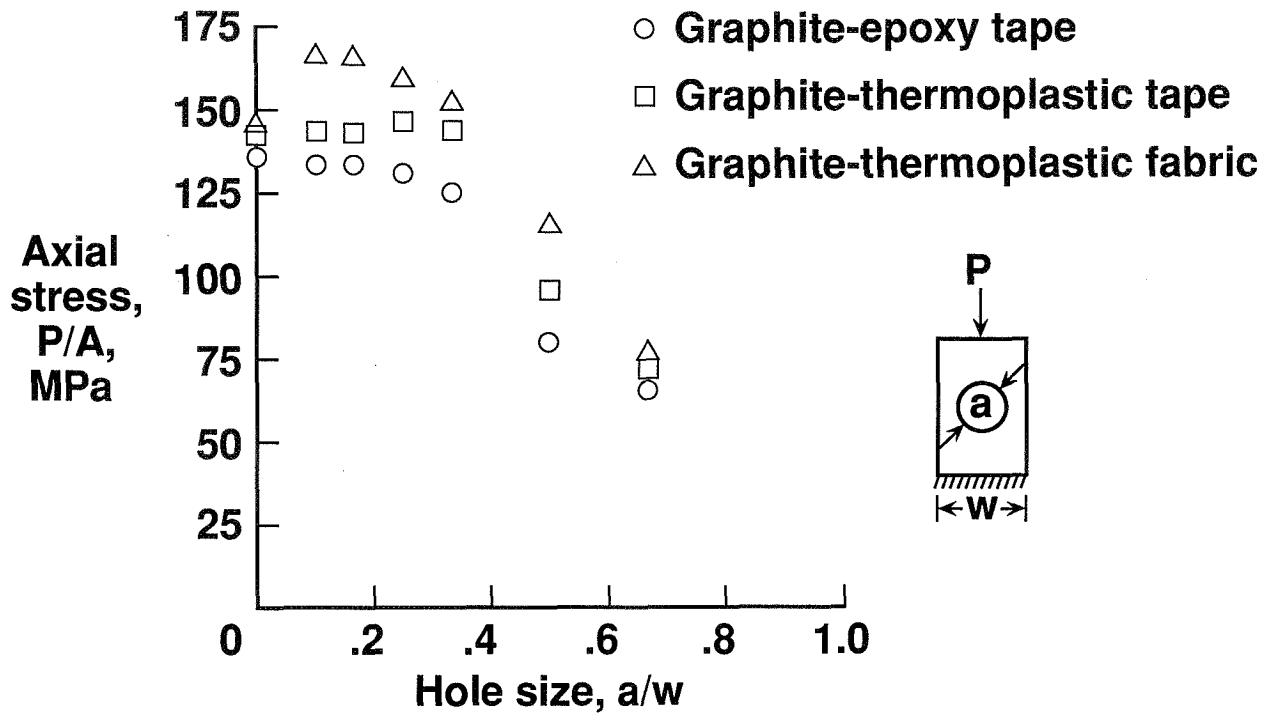 175
150
125
100
75
50
25
0
.2
.4
.6
.8
1.0
Axial
stress,
P/A,
MPa
Hole size, a/w
Graphite-epoxy tape
Graphite-thermoplastic tape
Graphite-thermoplastic fabric
P
a
w